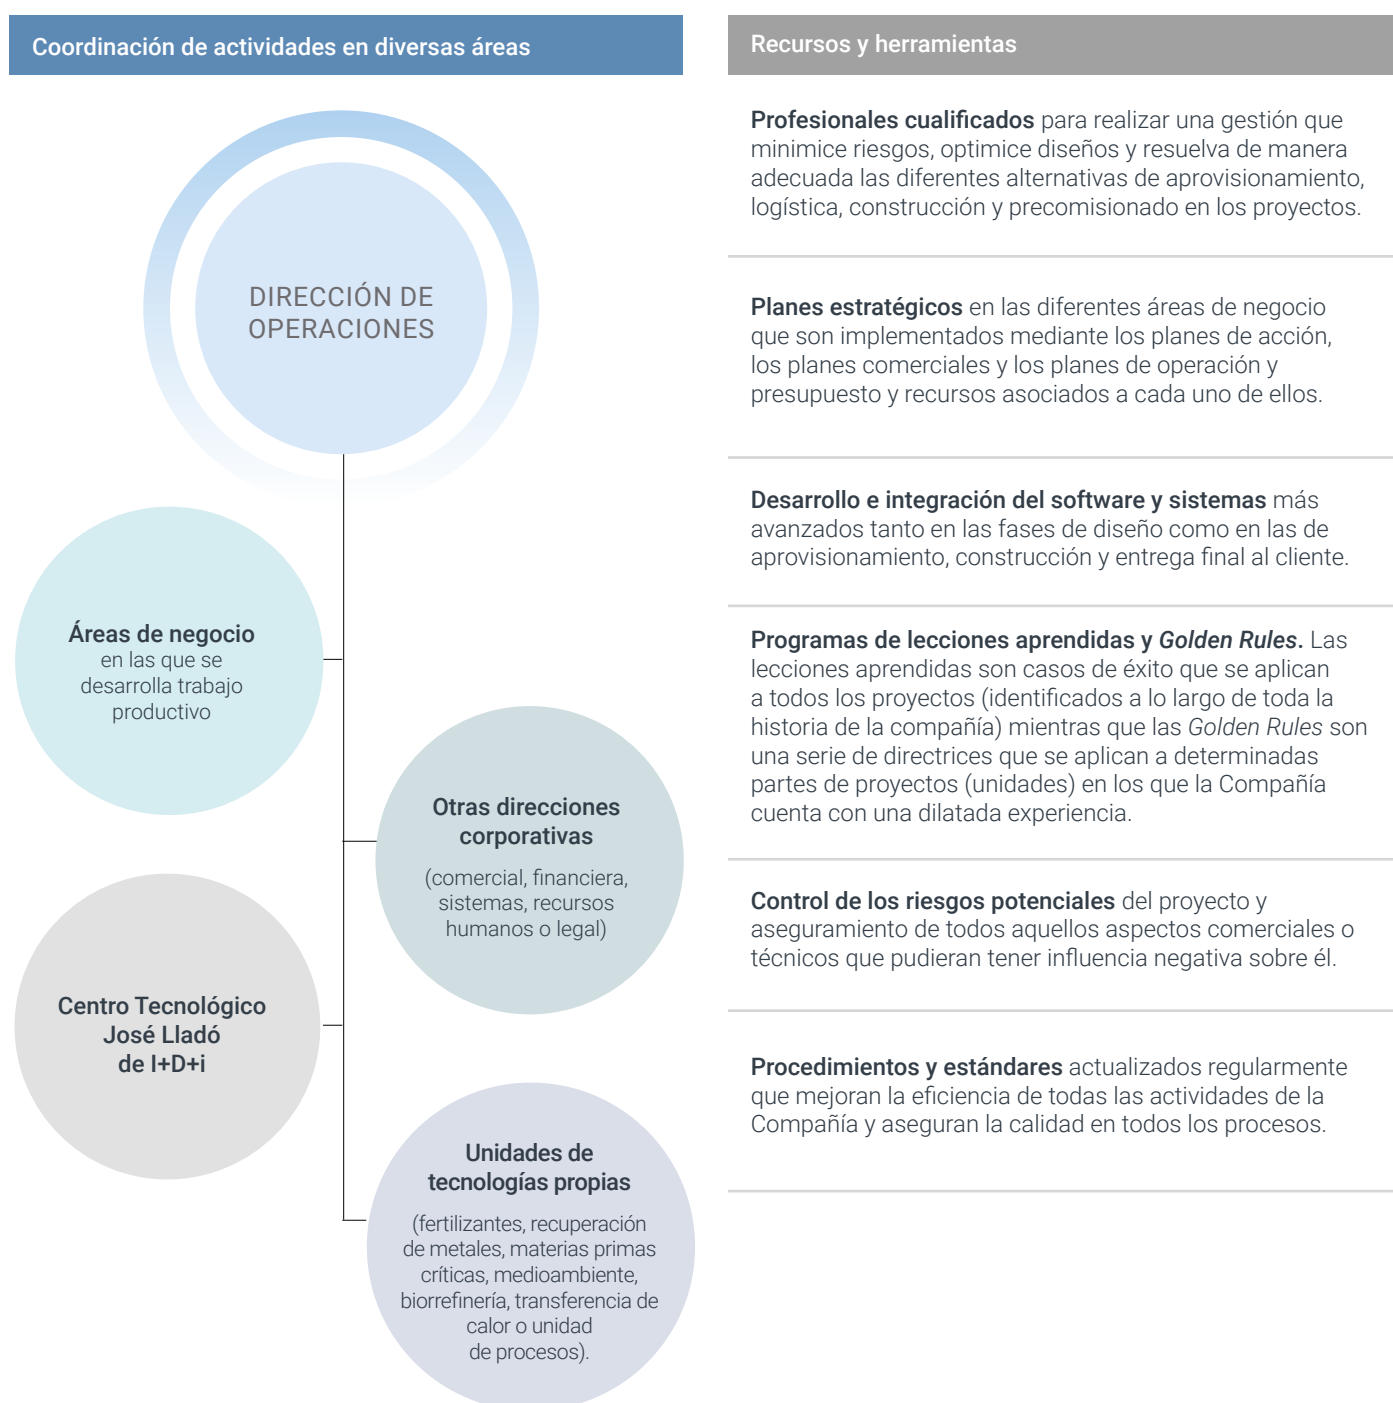 Coordinación de actividades en diversas áreas
DIRECCIÓN DE
OPERACIONES
Áreas de negocio
en las que se
desarrolla trabajo
productivo
Otras direcciones
corporativas
(comercial, financiera,
sistemas, recursos
humanos o legal)
Centro Tecnológico
José Lladó
de I+D+i
Unidades de
tecnologías propias
(fertilizantes, recuperación
de metales, materias primas
críticas, medioambiente,
biorrefinería, transferencia de
calor o unidad
de procesos).
Recursos y herramientas
Profesionales cualificados para realizar una gestión que
minimice riesgos, optimice diseños y resuelva de manera
adecuada las diferentes alternativas de aprovisionamiento,
logística, construcción y precomisionado en los proyectos.
Planes estratégicos en las diferentes áreas de negocio
que son implementados mediante los planes de acción,
los planes comerciales y los planes de operación y
presupuesto y recursos asociados a cada uno de ellos.
Desarrollo e integración del software y sistemas más
avanzados tanto en las fases de diseño como en las de
aprovisionamiento, construcción y entrega final al cliente.
Programas de lecciones aprendidas y Golden Rules. Las
lecciones aprendidas son casos de éxito que se aplican
a todos los proyectos (identificados a lo largo de toda la
historia de la compañía) mientras que las Golden Rules son
una serie de directrices que se aplican a determinadas
partes de proyectos (unidades) en los que la Compañía
cuenta con una dilatada experiencia.
Control de los riesgos potenciales del proyecto y
aseguramiento de todos aquellos aspectos comerciales o
técnicos que pudieran tener influencia negativa sobre él.
Procedimientos y estándares actualizados regularmente
que mejoran la eficiencia de todas las actividades de la
Compañía y aseguran la calidad en todos los procesos.